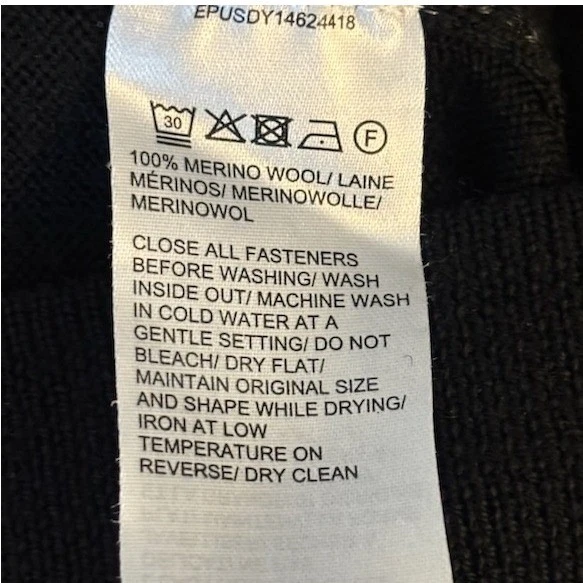 EPUSDY14624418
30 F
100% MERINO WOOL/ LAINE
MÉRINOS/ MERINOWOLLE/
MERINOWOL
CLOSE ALL FASTENERS
BEFORE WASHING/ WASH
INSIDE OUT/ MACHINE WASH
IN COLD WATER AT A
GENTLE SETTING/ DO NOT
BLEACH/ DRY FLAT/
MAINTAIN ORIGINAL SIZE
AND SHAPE WHILE DRYING/
IRON AT LOW
TEMPERATURE ON
REVERSE/ DRY CLEAN